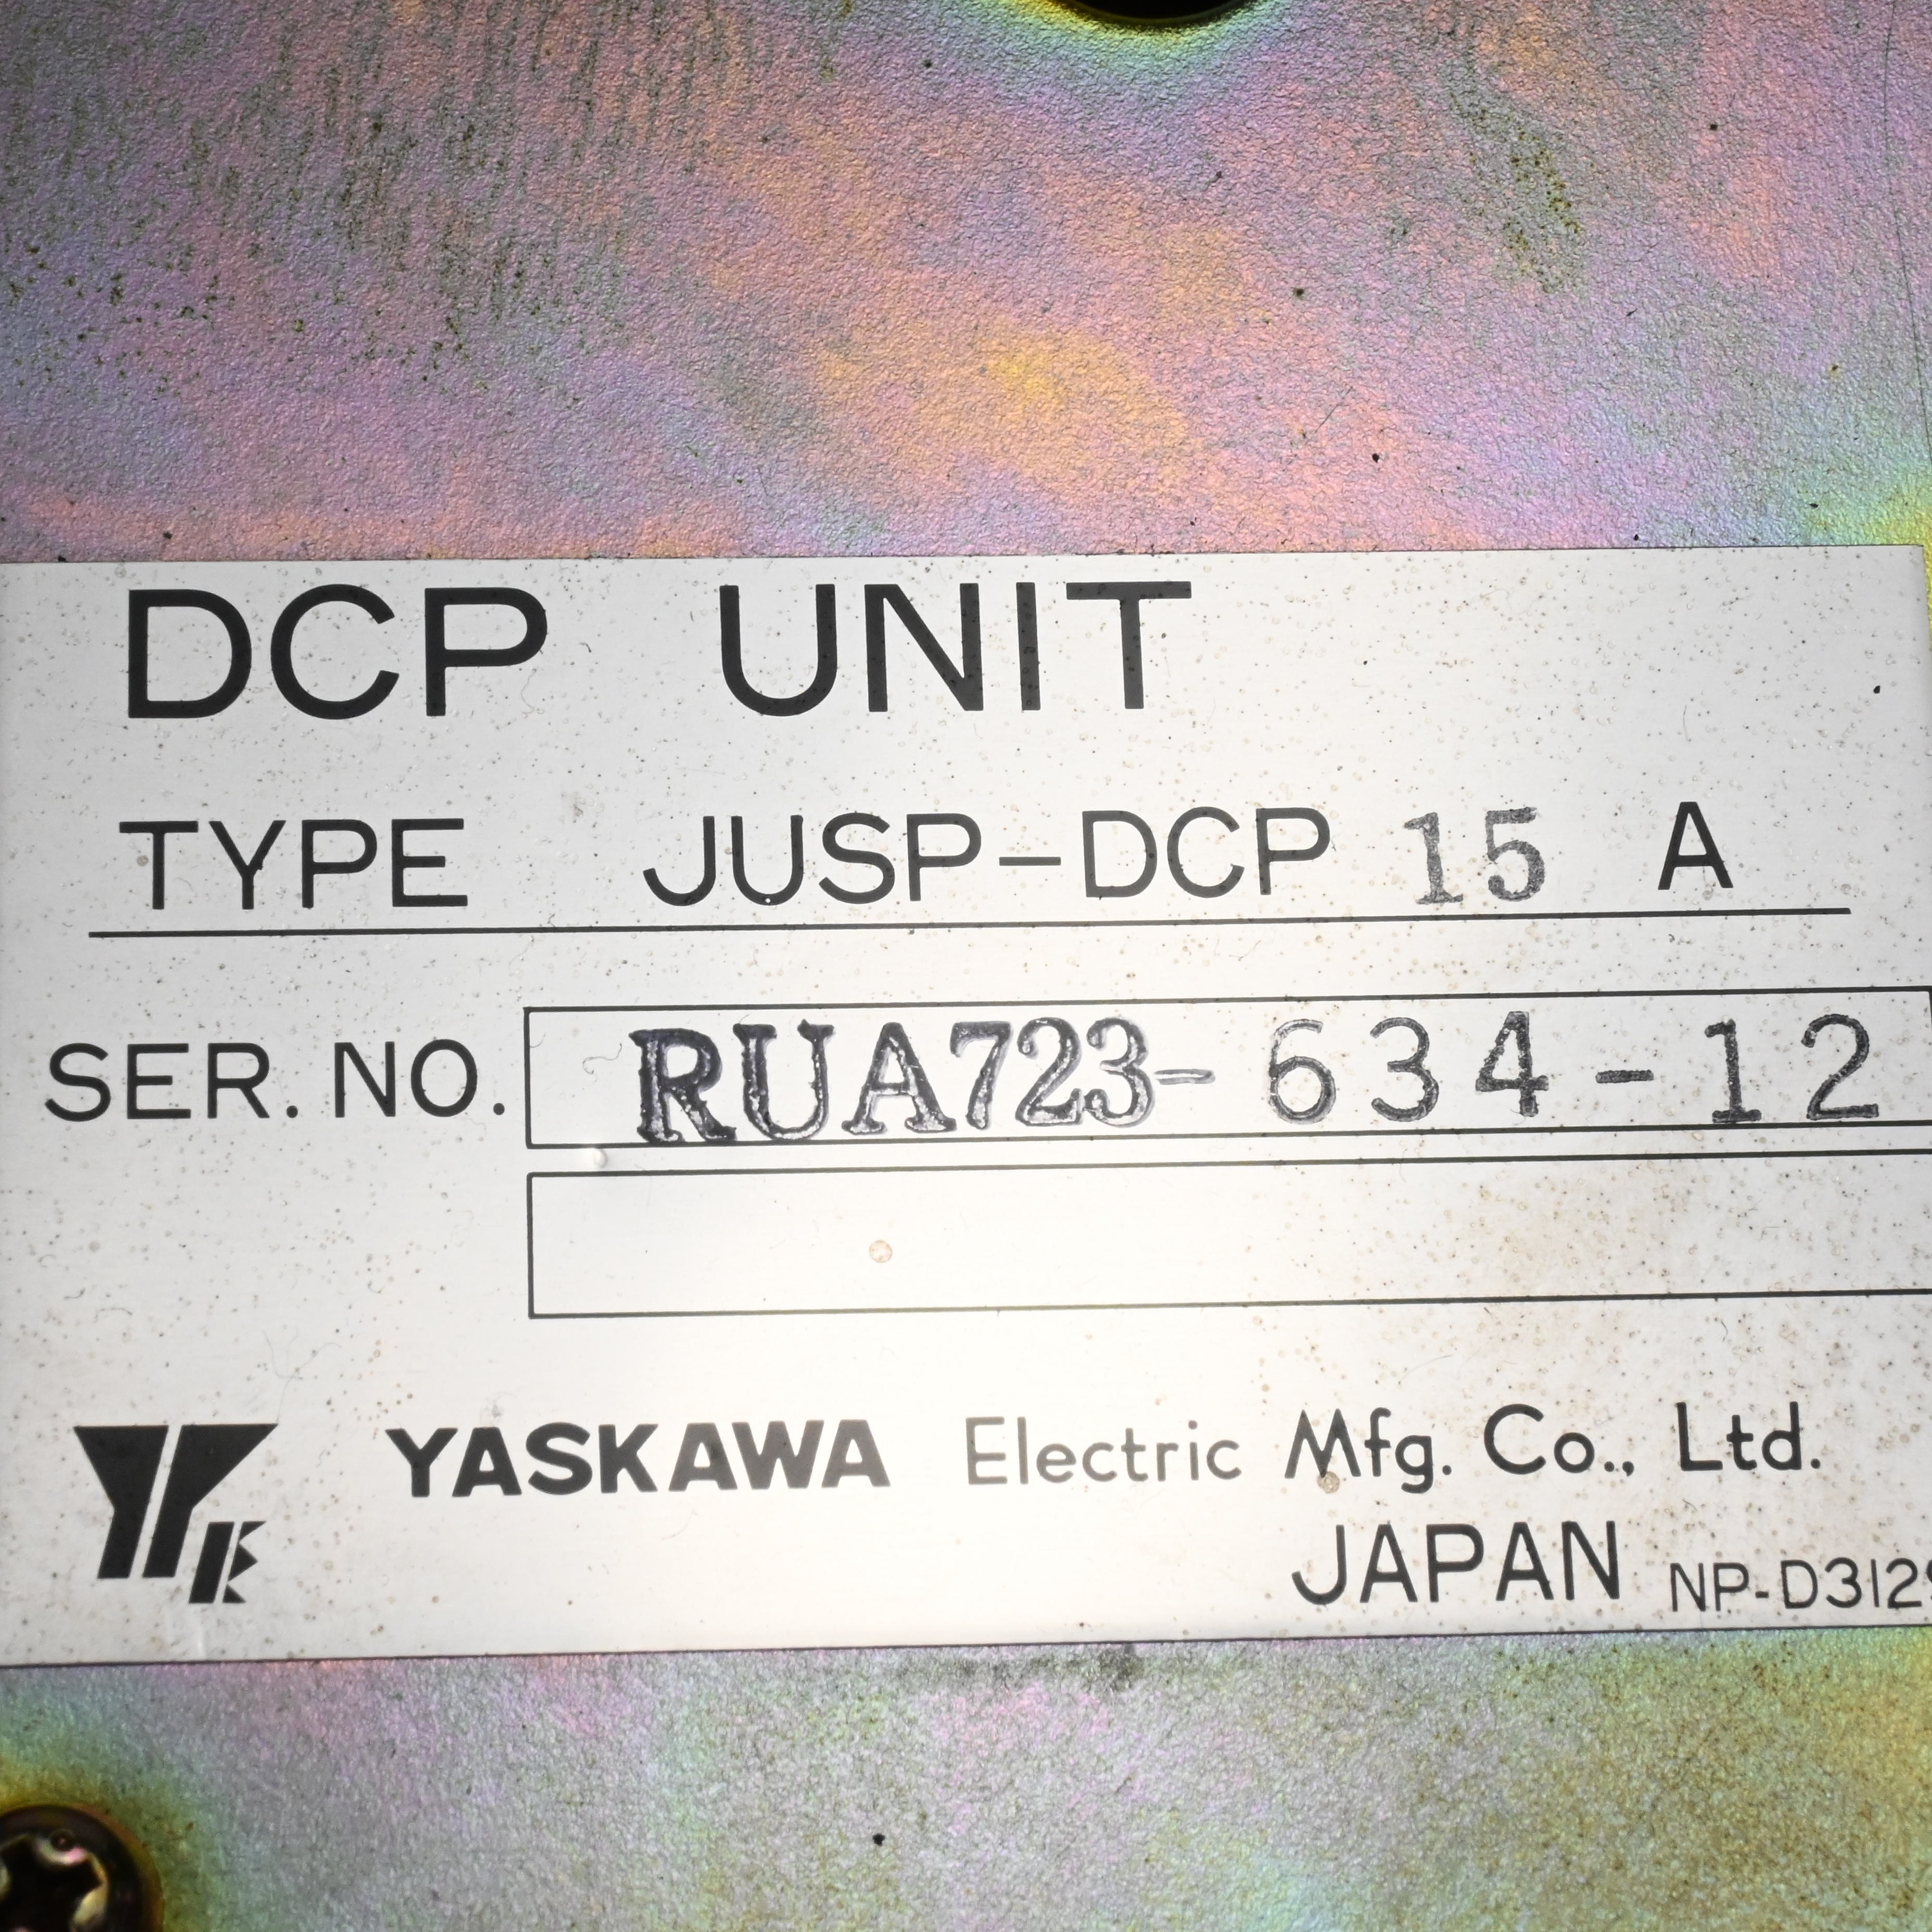 DCP UNIT
TYPE JUSP-DCP 15 A
SER. NO. RUA723-634-12
YASKAWA Electric Mfg. Co., Ltd.
JAPAN